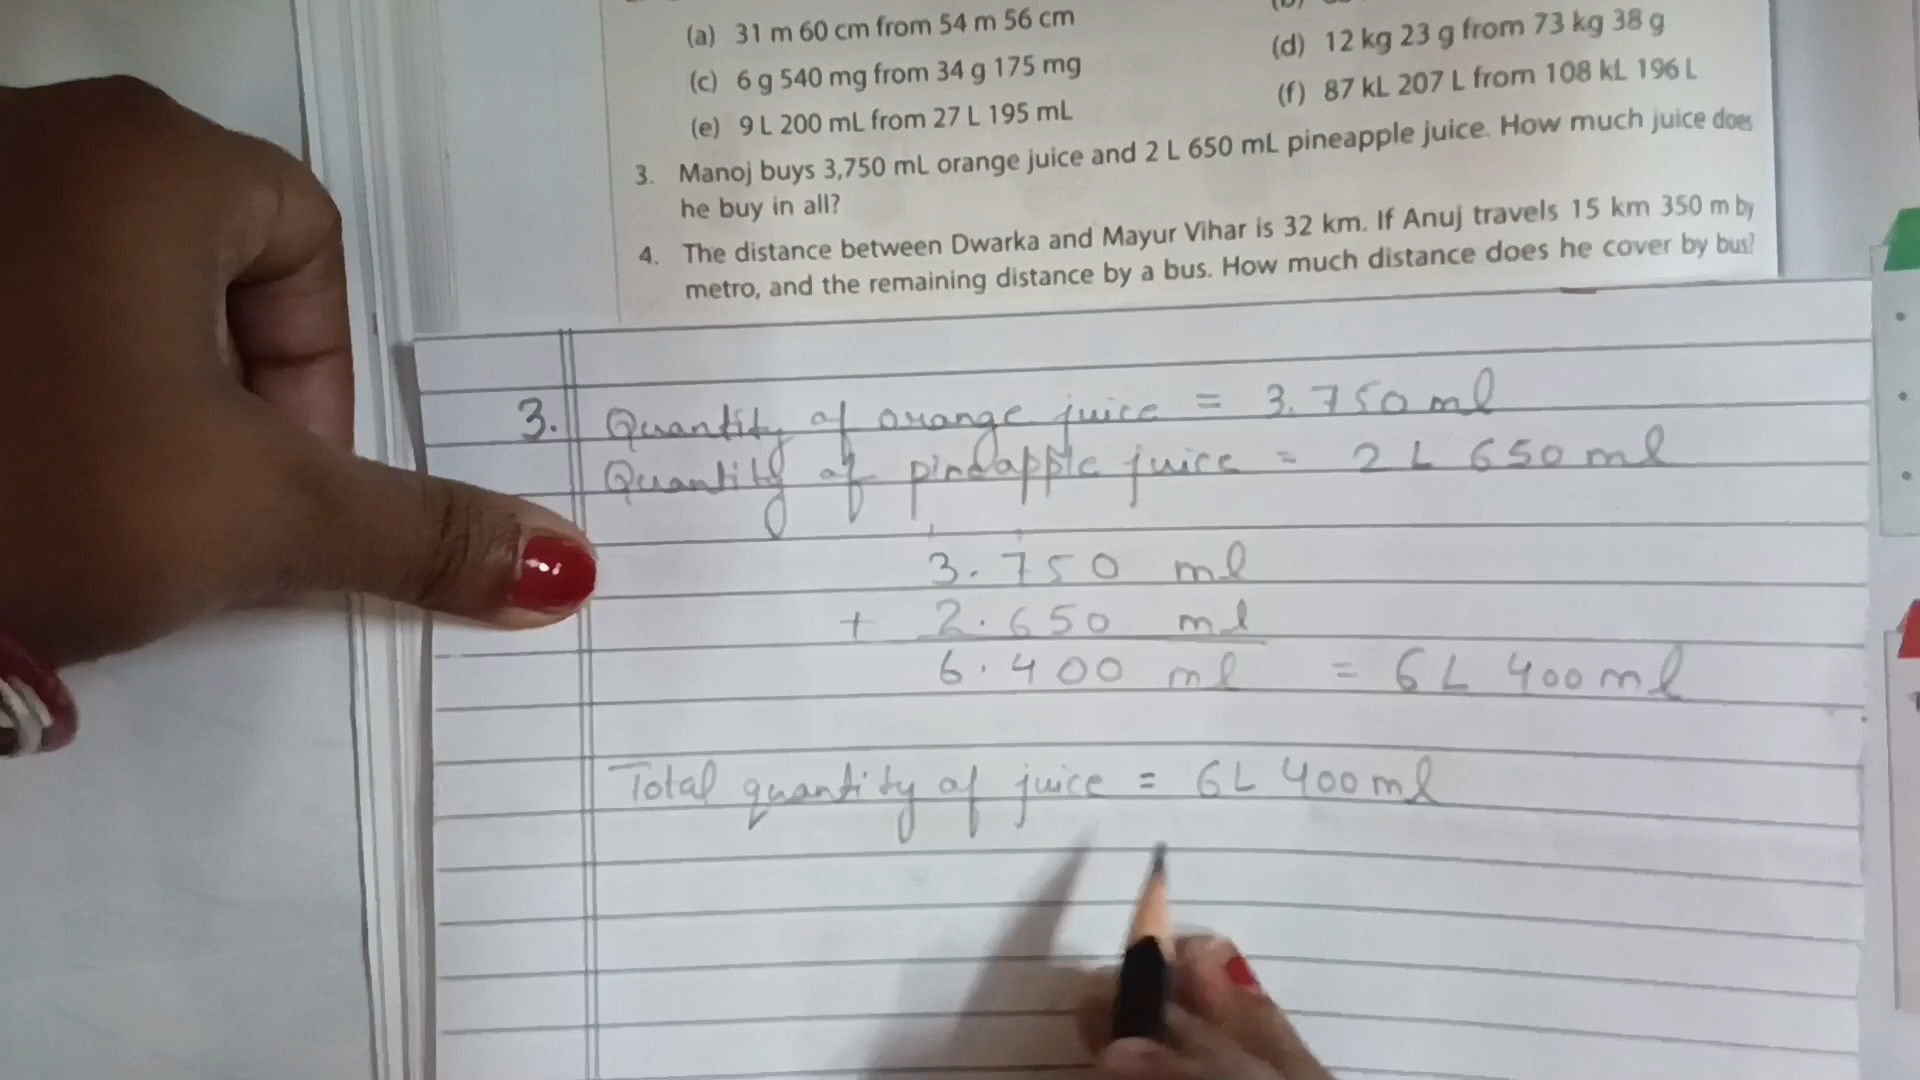 (a) 31 m 60 cm from 54 m 56 cm
(d) 12 kg 23 g from 73 kg 38 g
(c) 6 g 540 mg from 34 g 175 mg
(f) 87 kL 207 L from 108 kL 196 L
(e) 9 L 200 mL from 27 L 195 mL
3. Manoj buys 3,750 mL orange juice and 2 L 650 mL pineapple juice. How much juice does
he buy in all?
4. The distance between Dwarka and Mayur Vihar is 32 km. If Anuj travels 15 km 350 m by
metro, and the remaining distance by a bus. How much distance does he cover by bus?
3. Quantity of orange juice = 3.750 ml
Quantity of pineapple juice = 2 L 650 ml
3.750 ml
+ 2.650 ml
6.400 ml = 6 L 400 ml
Total quantity of juice = 6L 400 ml